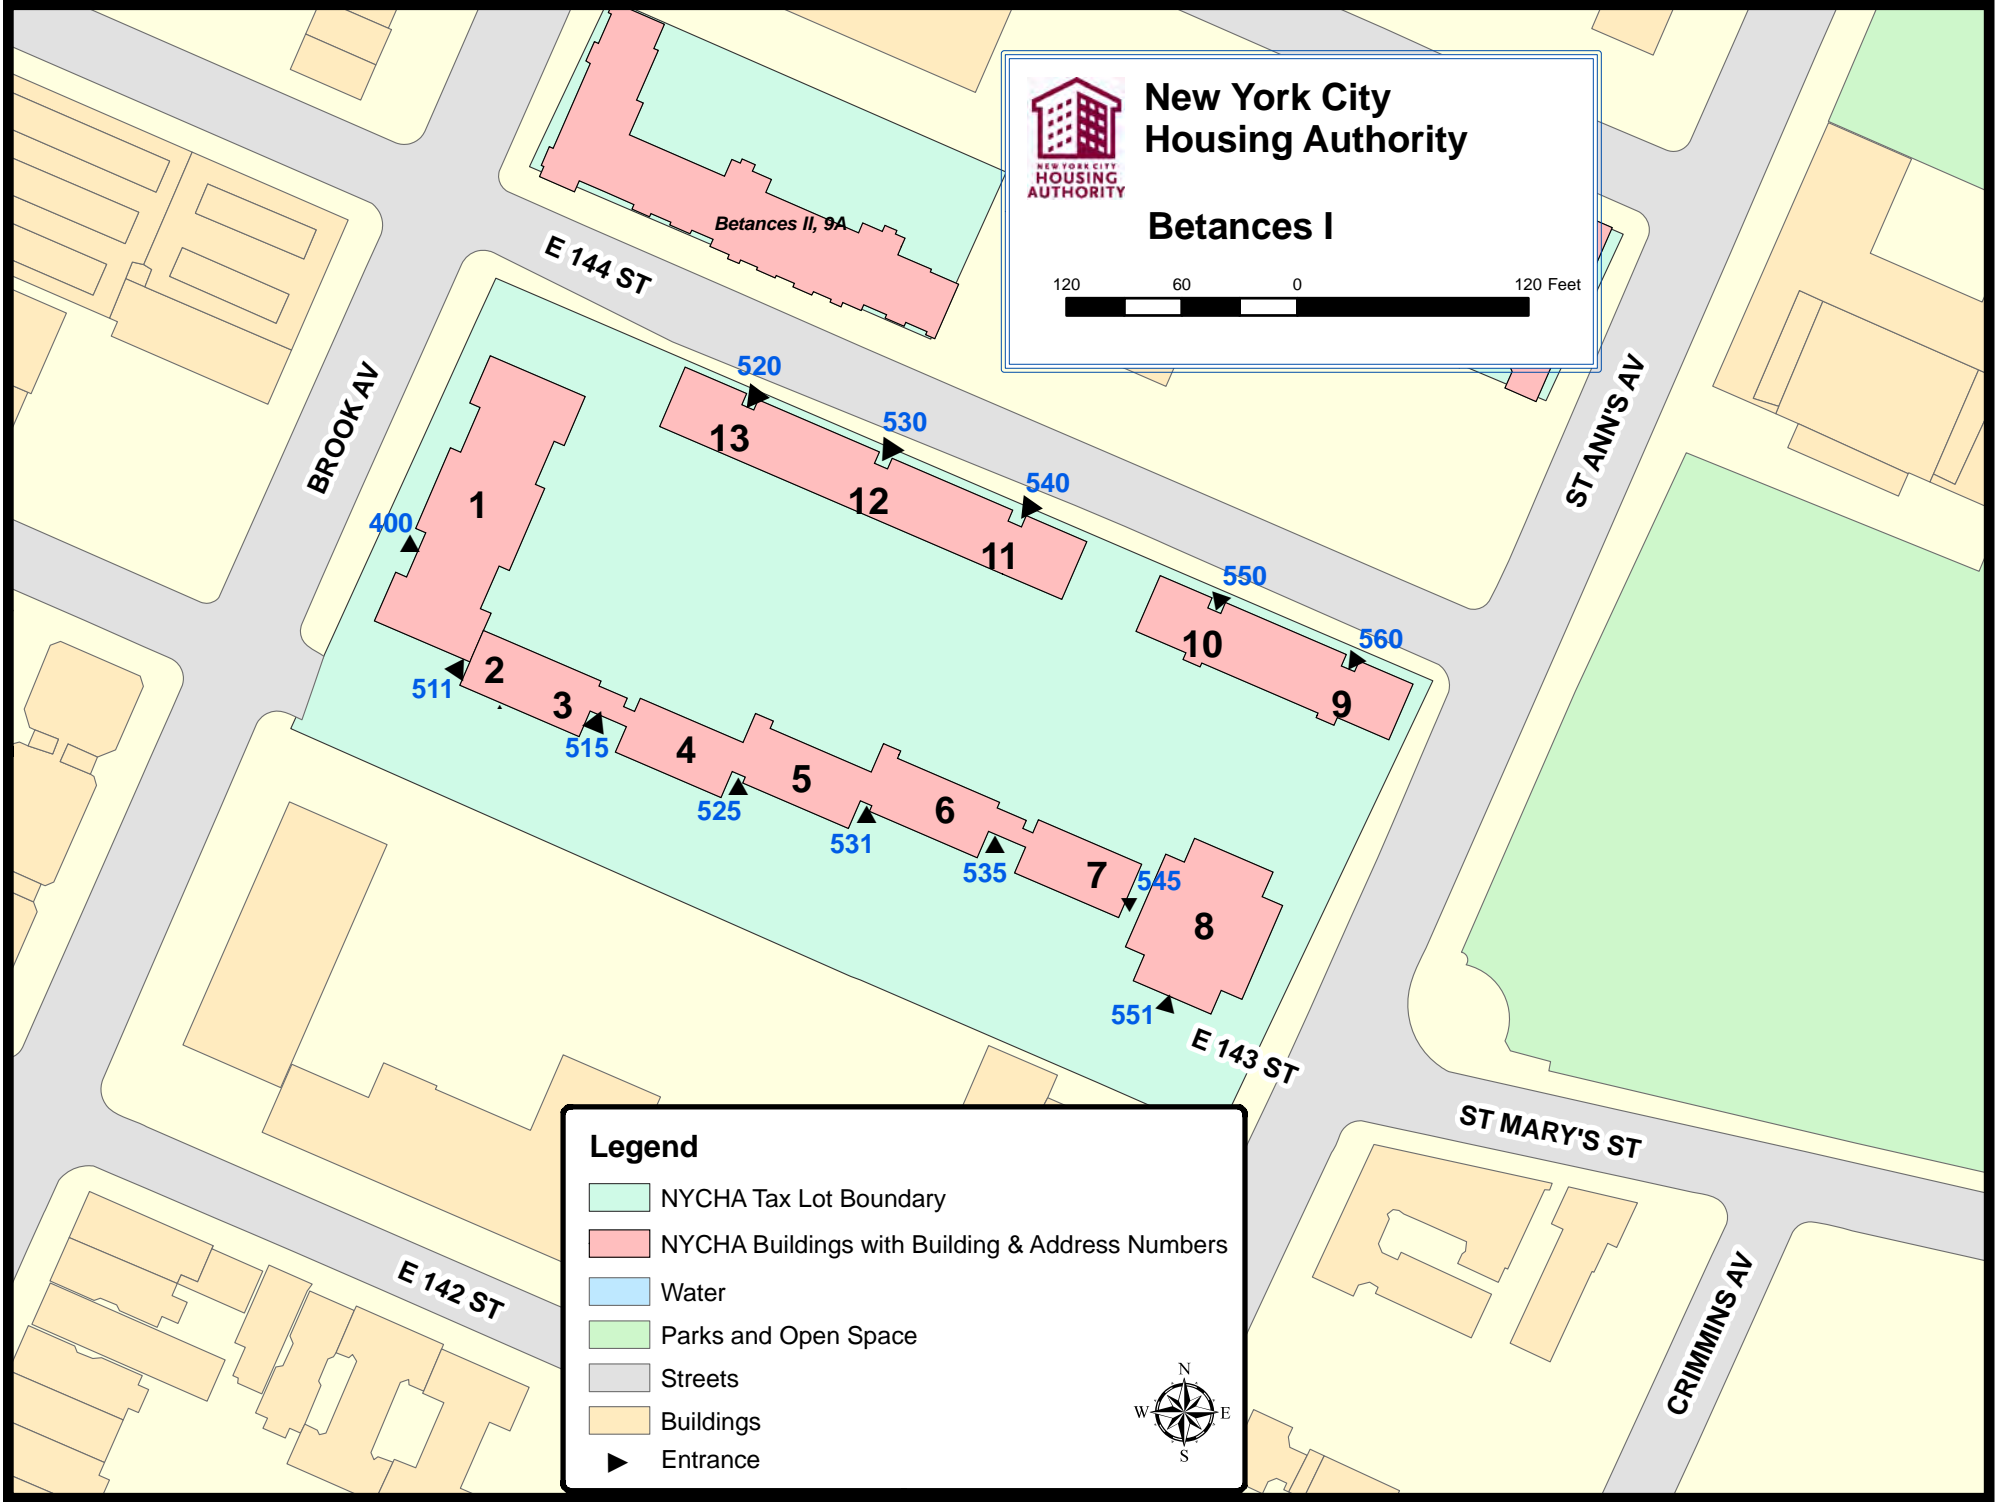 New York City
Housing Authority
NEW YORK CITY
HOUSING
AUTHORITY
Betances I
120 60 0 120 Feet
Betances II, 9A
E 144 ST
BROOK AV
ST ANN'S AV
520
13
530
12
540
11
1
400
550
10
560
9
2
511
3
515
4
525
5
531
6
535
7
545
8
551
E 143 ST
ST MARY'S ST
E 142 ST
CRIMMINS AV
Legend
NYCHA Tax Lot Boundary
NYCHA Buildings with Building & Address Numbers
Water
Parks and Open Space
Streets
Buildings
Entrance
N
W E
S